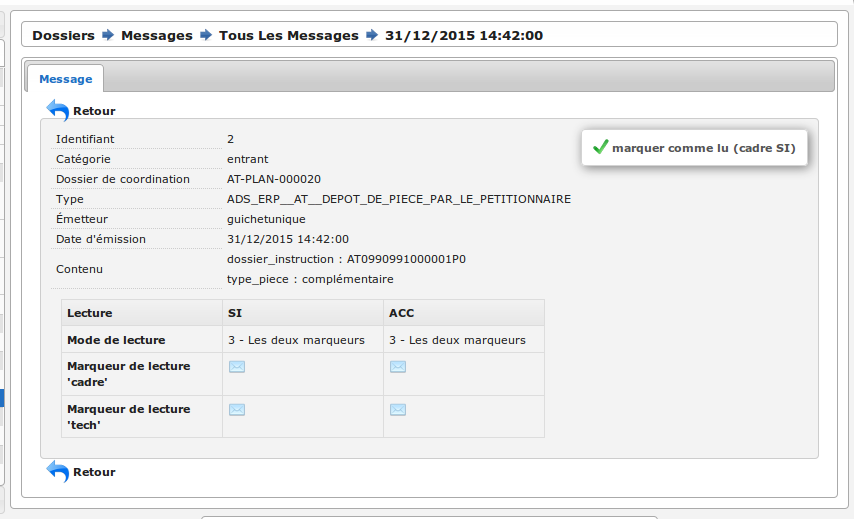 Dossiers Messages Tous Les Messages 31/12/2015 14:42:00
Message
Retour
marquer comme lu (cadre SI)
Identifiant 2
Catégorie entrant
Dossier de coordination AT-PLAN-000020
Type ADS_ERP__AT__DEPOT_DE_PIECE_PAR_LE_PETITIONNAIRE
Émetteur guichetunique
Date d'émission 31/12/2015 14:42:00
Contenu dossier_instruction : AT0990991000001P0
type_piece : complémentaire
Lecture SI ACC
Mode de lecture 3 - Les deux marqueurs 3 - Les deux marqueurs
Marqueur de lecture
'cadre'
Marqueur de lecture
'tech'
Retour